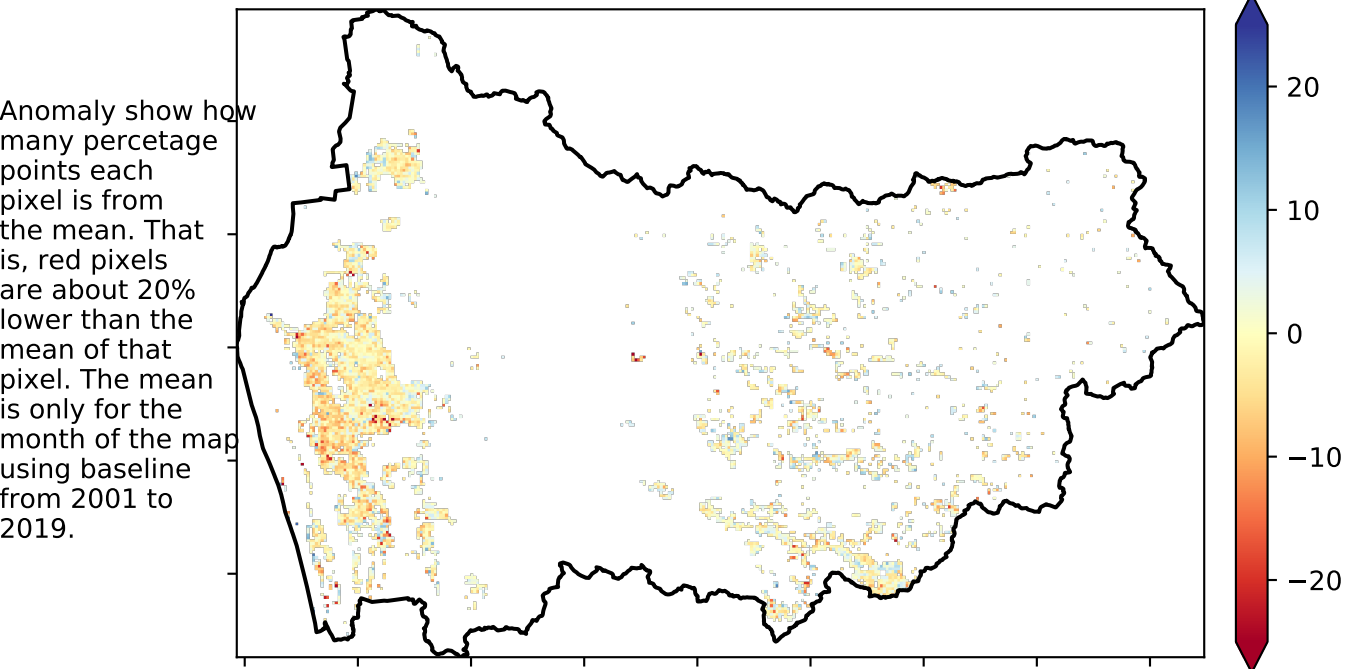 Anomaly show how
many percetage
points each
pixel is from
the mean. That
is, red pixels
are about 20%
lower than the
mean of that
pixel. The mean
is only for the
month of the map
using baseline
from 2001 to
2019.
20
10
0
−10
−20